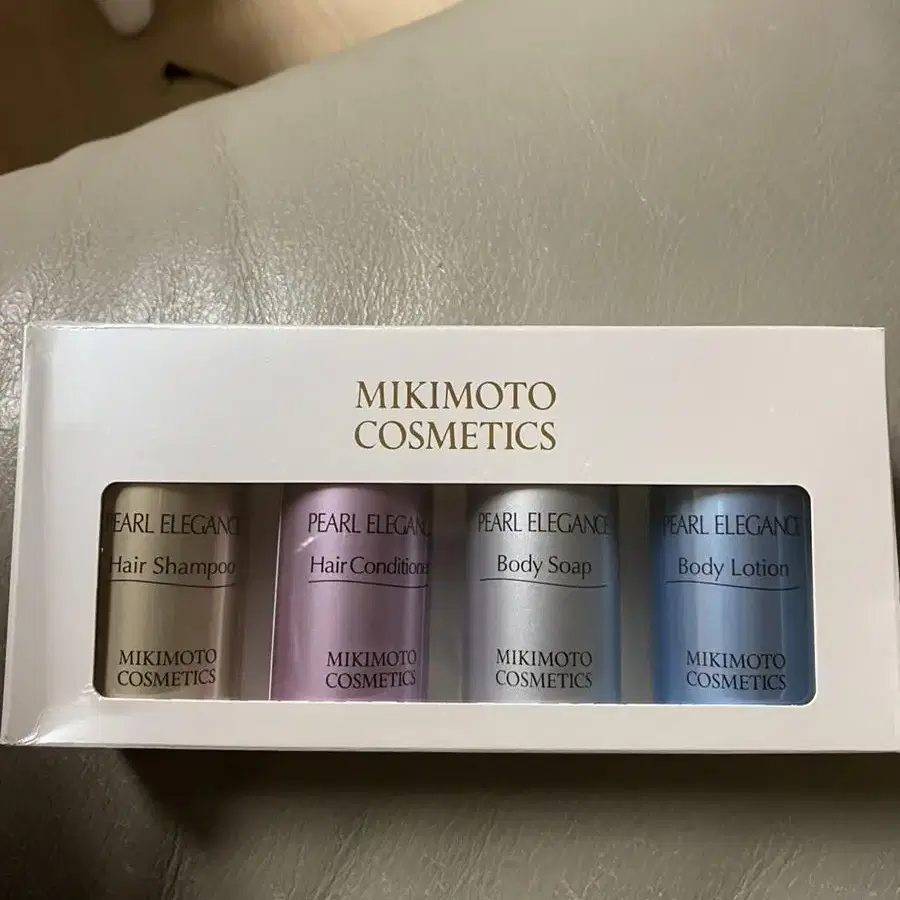 MIKIMOTO
COSMETICS
PEARL ELEGANC
Hair Shampoo
MIKIMOTO
COSMETICS
PEARL ELEGAN
Hair Conditione
MIKIMOTO
COSMETICS
PEARL ELEGANCE
Body Soap
MIKIMOTO
COSMETICS
PEARL ELEGANC
Body Lotion
MIKIMOTO
COSMETICS